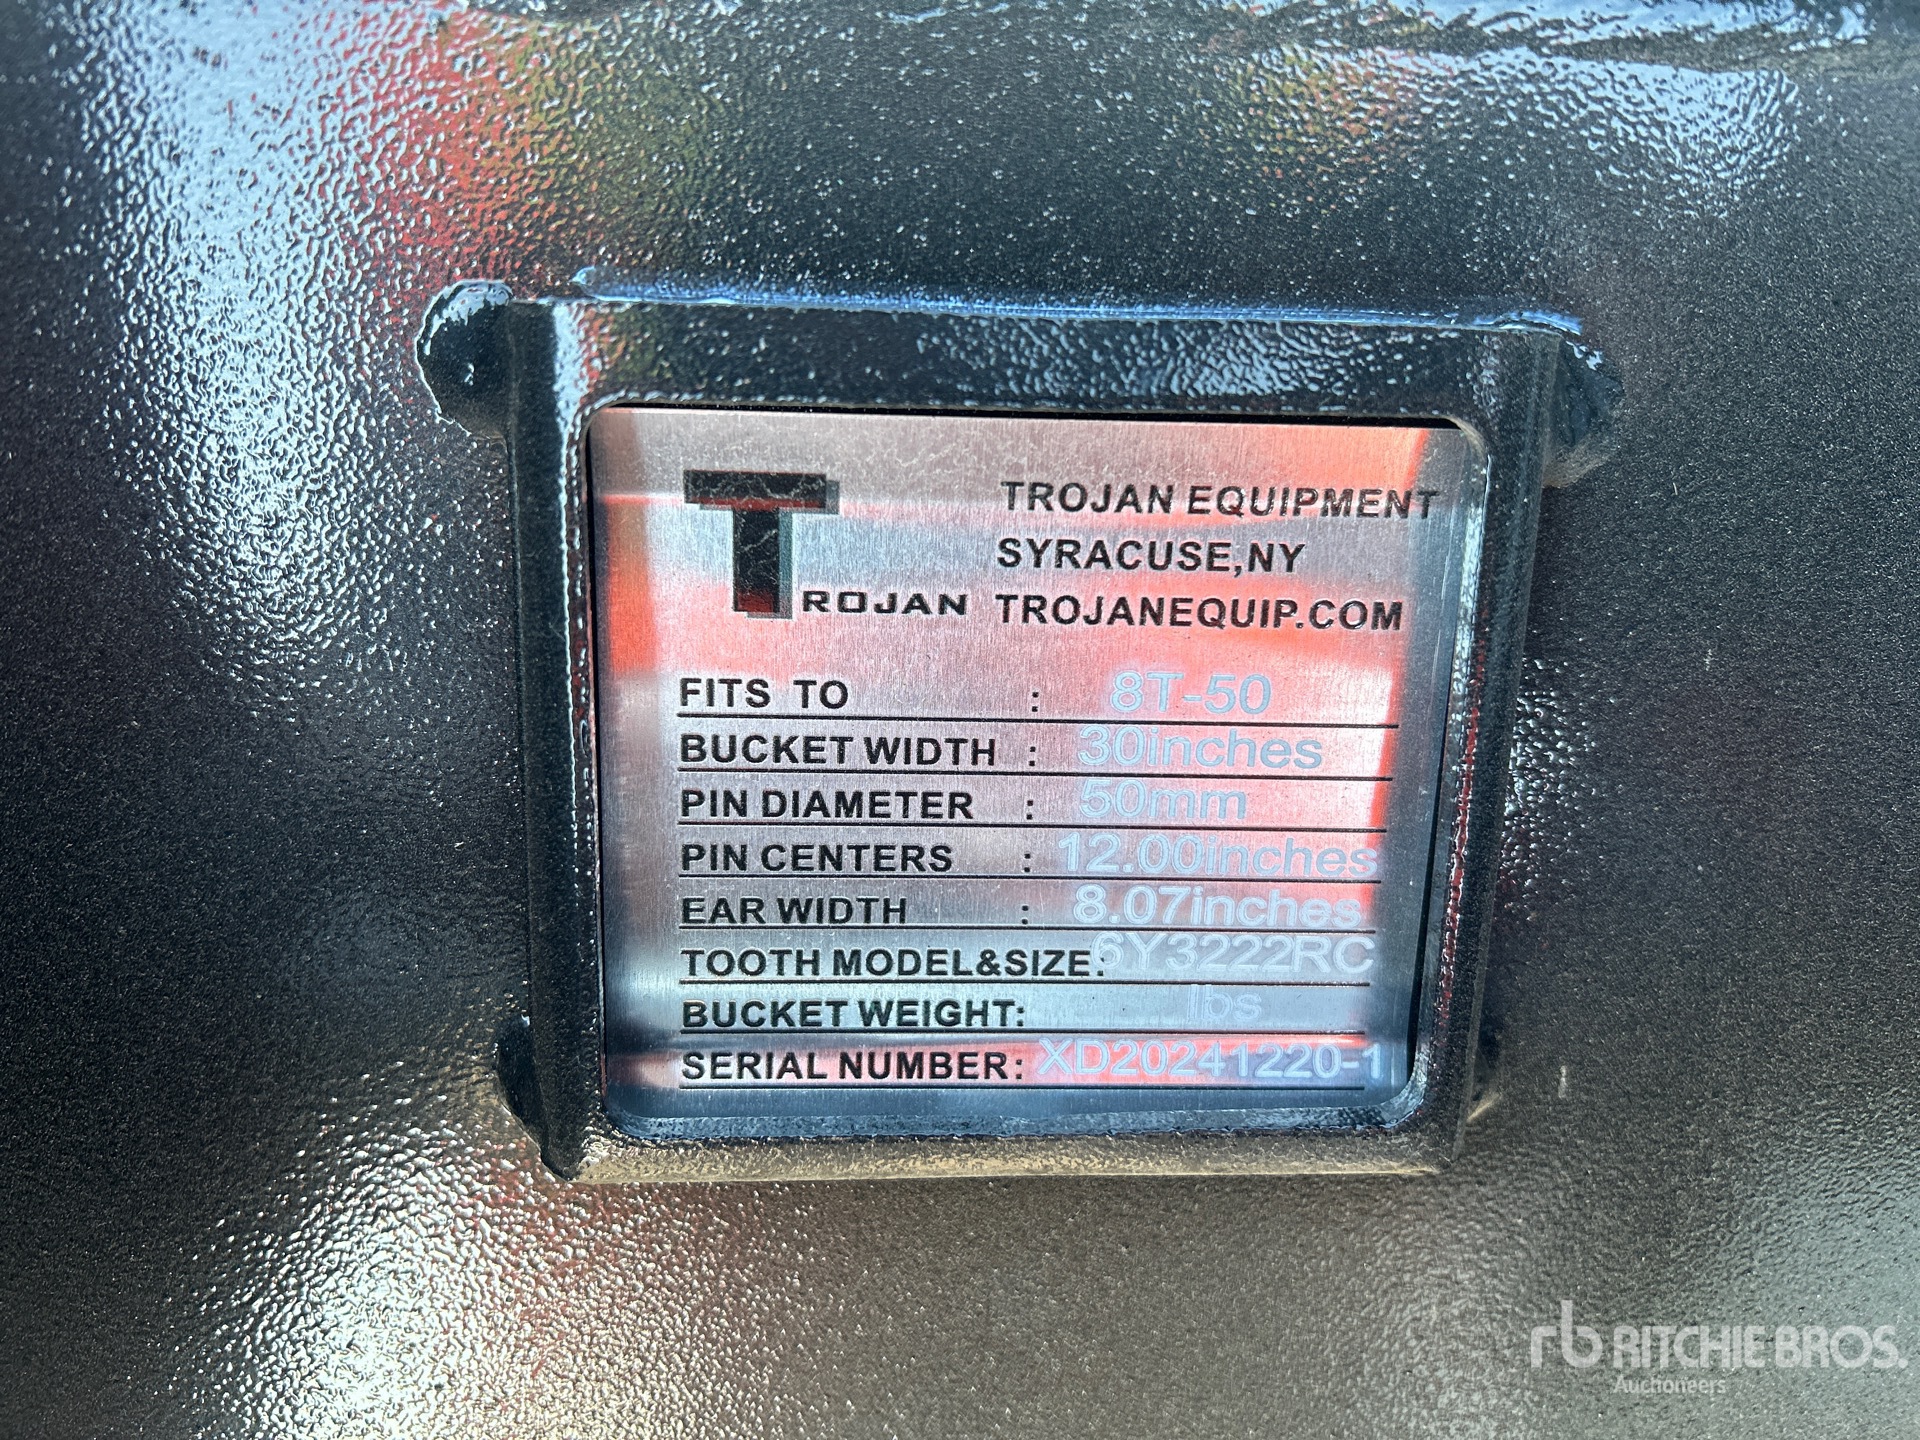 TROJAN
TROJAN EQUIPMENT
SYRACUSE,NY
TROJANEQUIP.COM
FITS TO : 8T-50
BUCKET WIDTH : 30inches
PIN DIAMETER : 50mm
PIN CENTERS : 12.00inches
EAR WIDTH : 8.07inches
TOOTH MODEL&SIZE: 6Y3222RC
BUCKET WEIGHT: lbs
SERIAL NUMBER: XD20241220-1
rb RITCHIE BROS.
Auctioneers